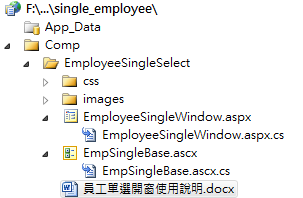 F:\...\single_employee\
App_Data
Comp
EmployeeSingleSelect
css
images
EmployeeSingleWindow.aspx
EmployeeSingleWindow.aspx.cs
EmpSingleBase.ascx
EmpSingleBase.ascx.cs
員工單選開窗使用說明.docx